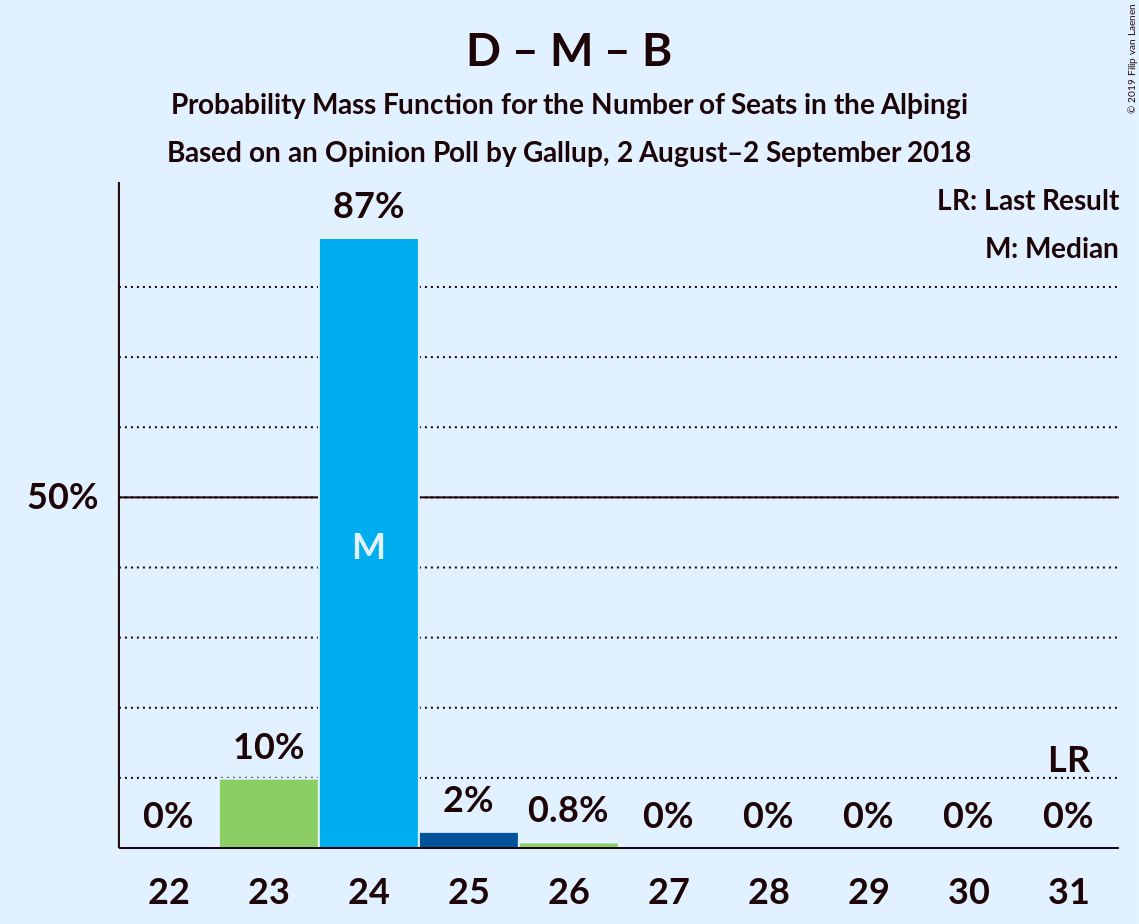 D – M – B
Probability Mass Function for the Number of Seats in the Alþingi
Based on an Opinion Poll by Gallup, 2 August–2 September 2018
© 2019 Filip van Laenen
LR: Last Result
M: Median
87%
50%
M
10%
LR
0%
2%
0.8%
0%
0%
0%
0%
0%
22 23 24 25 26 27 28 29 30 31